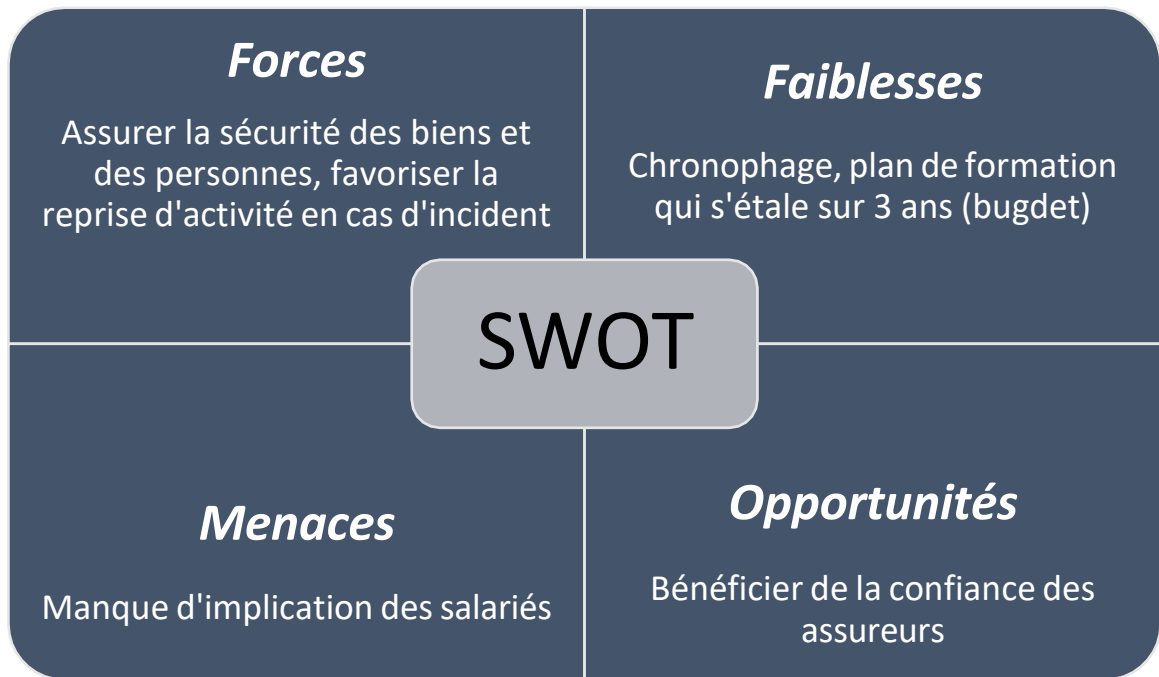 Forces
Assurer la sécurité des biens et
des personnes, favoriser la
reprise d'activité en cas d'incident
Faiblesses
Chronophage, plan de formation
qui s'étale sur 3 ans (bugdet)
SWOT
Menaces
Manque d'implication des salariés
Opportunités
Bénéficier de la confiance des
assureurs